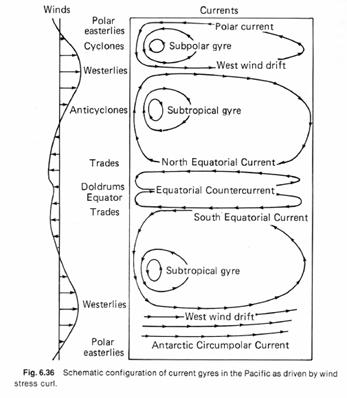 Winds
Currents
Polar
easterlies
Polar current
Cyclones
Subpolar gyre
Westerlies
West wind drift
Anticyclones
Subtropical gyre
Trades
North Equatorial Current
Doldrums
Equator
Equatorial Countercurrent
Trades
South Equatorial Current
Subtropical gyre
Westerlies
West wind drift
Polar
easterlies
Antarctic Circumpolar Current
Fig. 6.36 Schematic configuration of current gyres in the Pacific as driven by wind
stress curl.